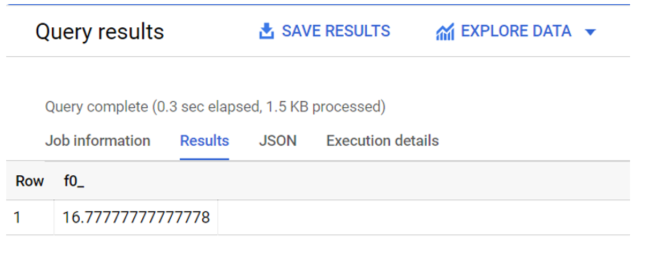 Query results SAVE RESULTS EXPLORE DATA
Query complete (0.3 sec elapsed, 1.5 KB processed)
Job information Results JSON Execution details
Row f0_
1 16.77777777777778